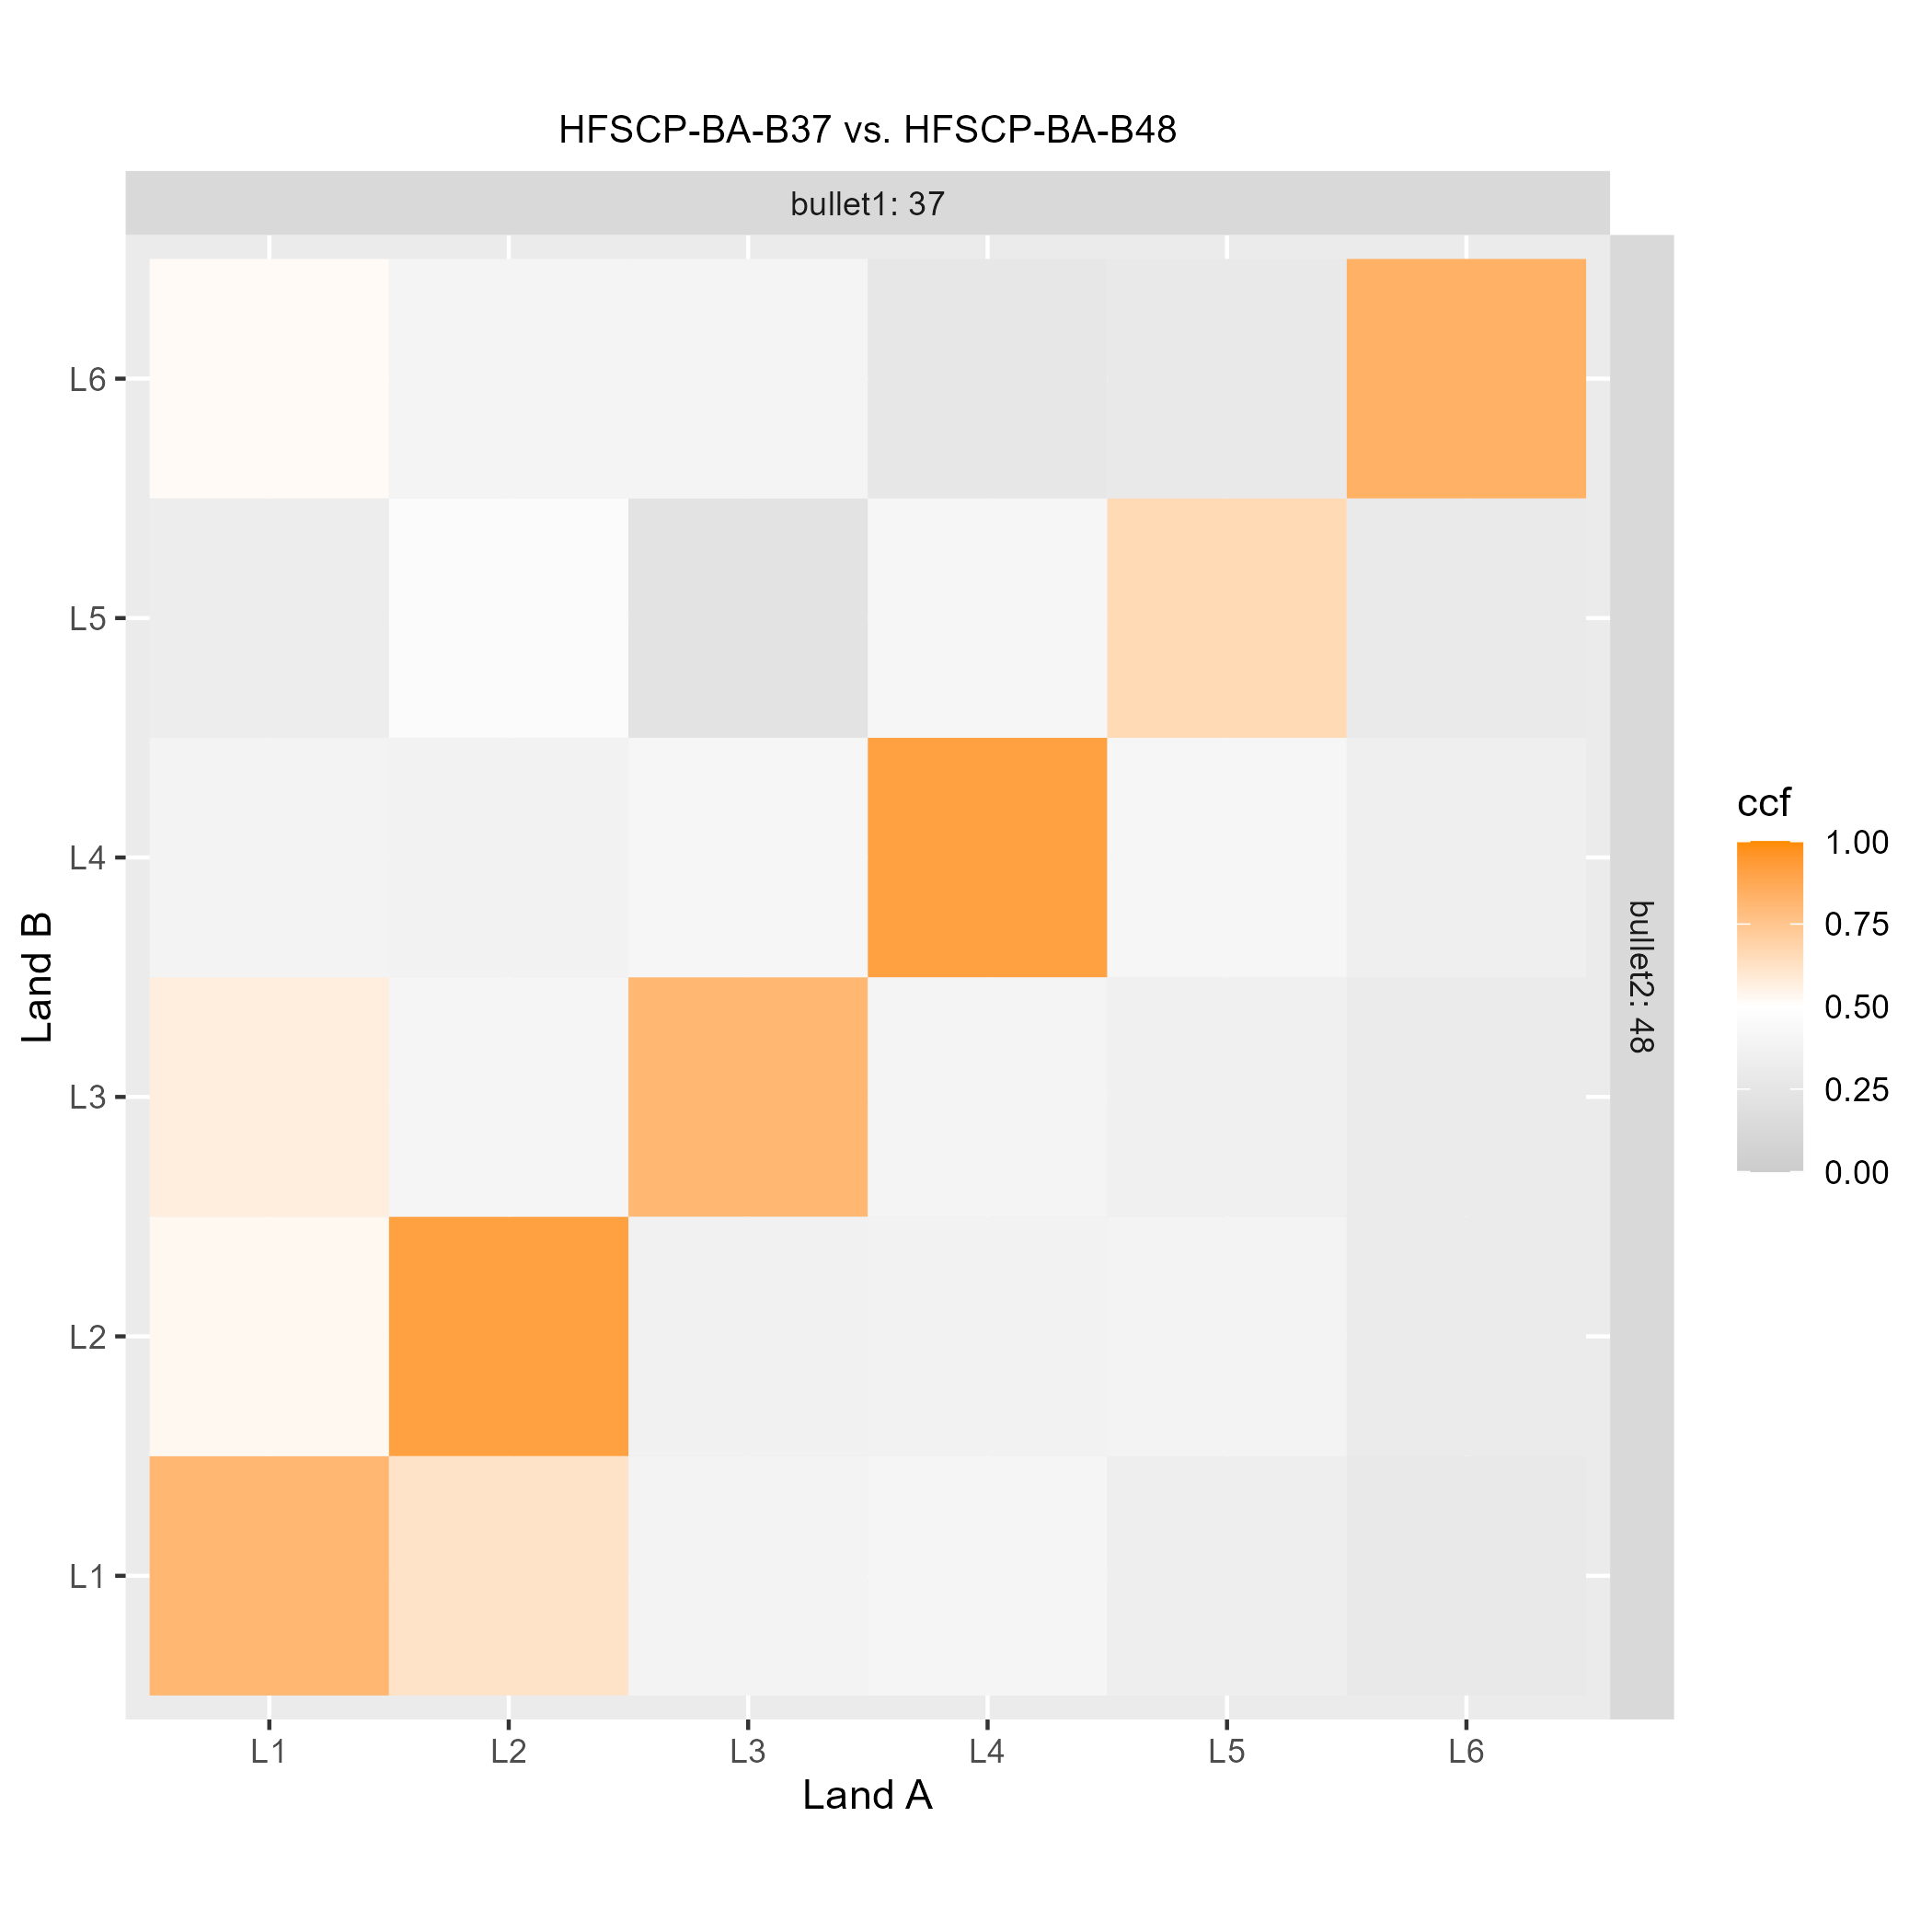 HFSCP-BA-B37 vs. HFSCP-BA-B48
bullet1: 37
L6
L5
L4
L3
L2
L1
Land B
L1 L2 L3 L4 L5 L6
Land A
bullet2: 48
ccf
1.00
0.75
0.50
0.25
0.00